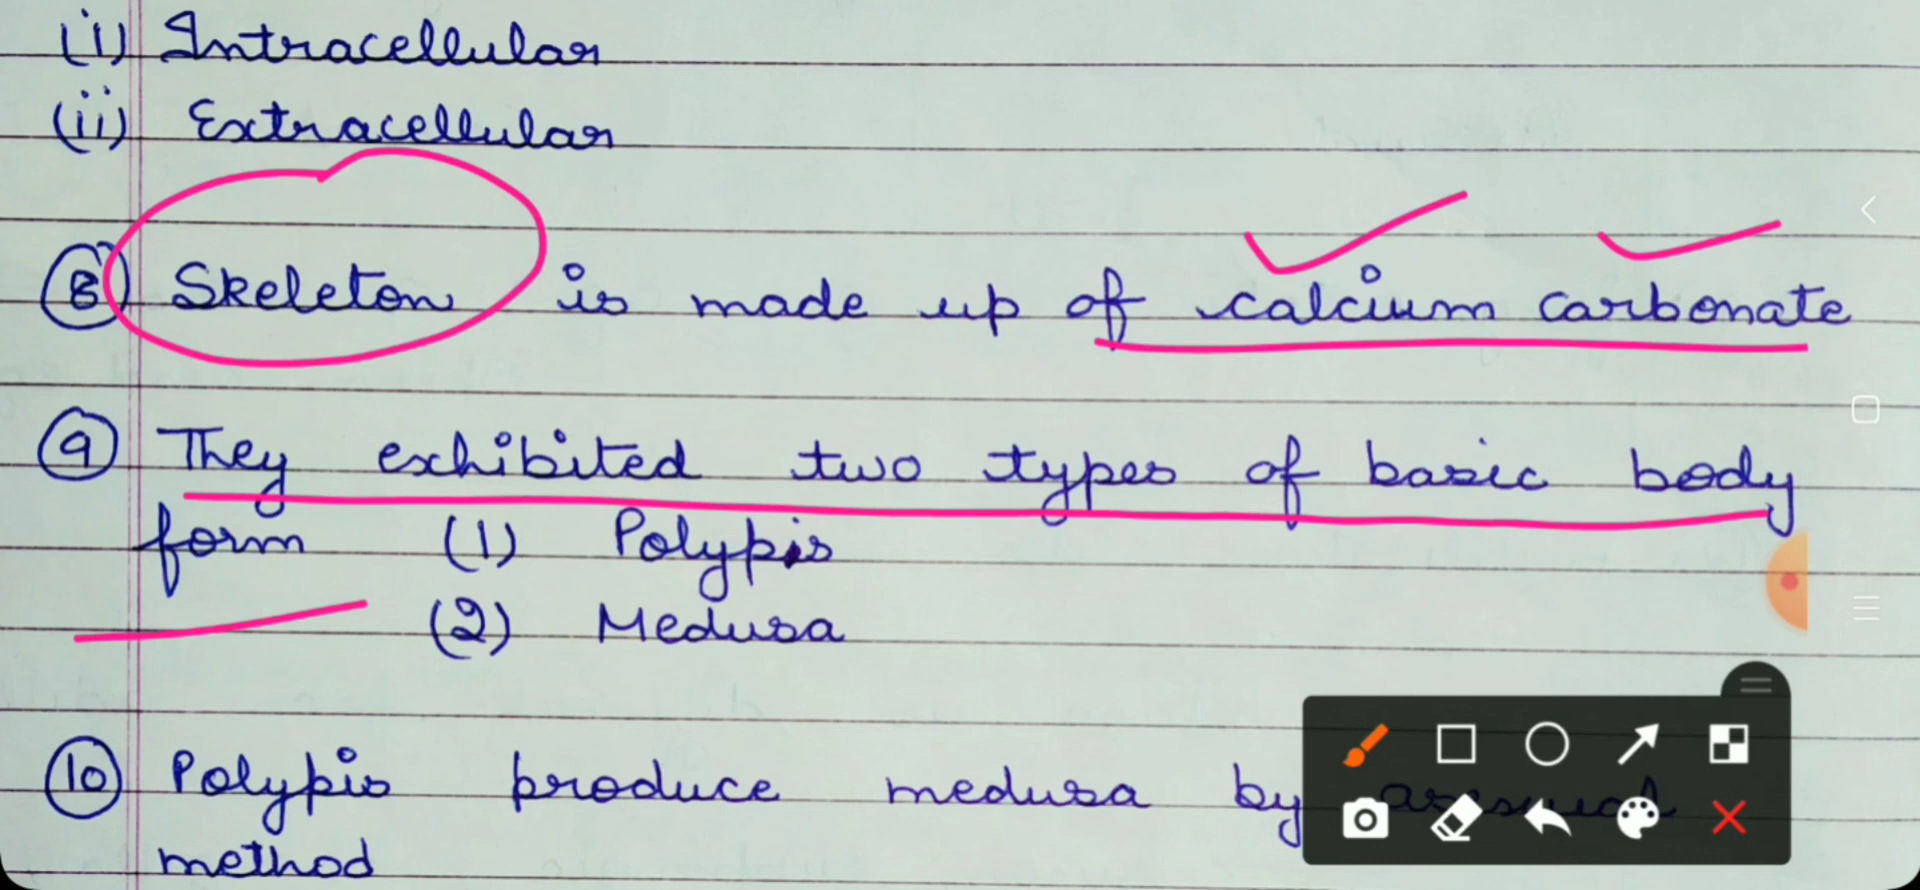 (i) Intracellular
(ii) Extracellular
(8) Skeleton is made up of calcium carbonate
(9) They exhibited two types of basic body
form (1) Polypis
(2) Medusa
(10) Polypis produce medusa by asexual
method